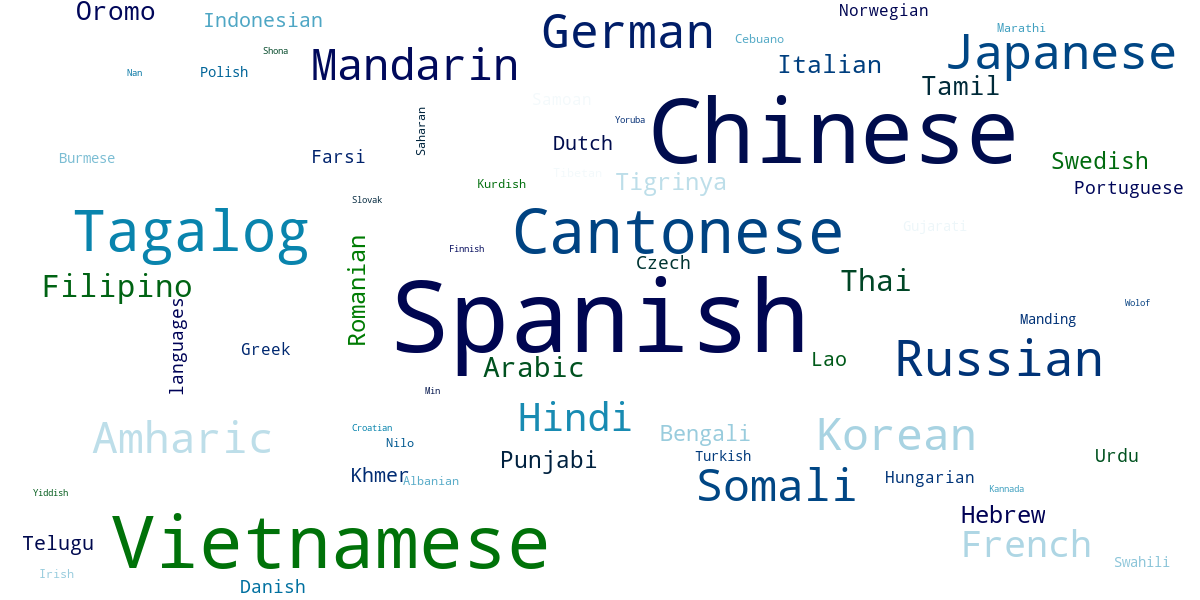 Oromo
Indonesian
German
Norwegian
Marathi
Cebuano
Japanese
Shona
Mandarin
Italian
Nan
Polish
Tamil
Samoan
Chinese
Saharan
Yoruba
Dutch
Burmese
Farsi
Swedish
Tibetan
Tigrinya
Kurdish
Portuguese
Slovak
Tagalog
Cantonese
Gujarati
Finnish
Czech
Romanian
Filipino
Thai
Spanish
Wolof
languages
Manding
Greek
Arabic
Lao
Russian
Min
Hindi
Croatian
Amharic
Nilo
Bengali
Korean
Punjabi
Turkish
Urdu
Khmer
Albanian
Somali
Hungarian
Yiddish
Kannada
Hebrew
Vietnamese
Telugu
French
Irish
Swahili
Danish